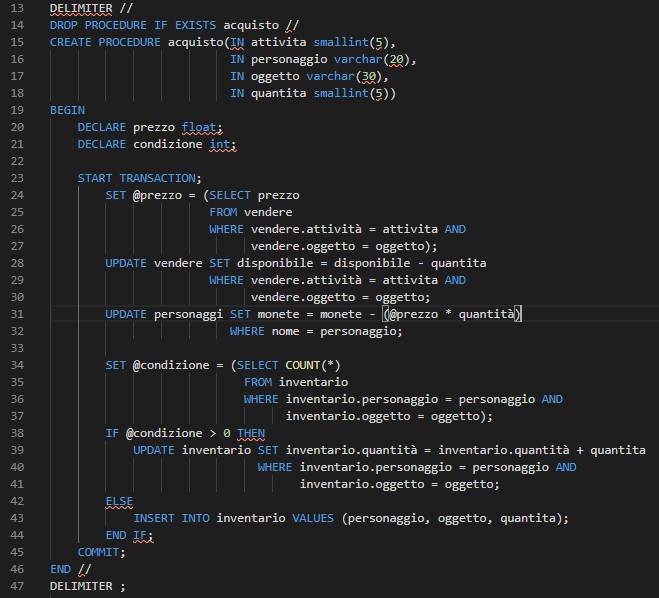 13 DELIMITER //
14 DROP PROCEDURE IF EXISTS acquisto //
15 CREATE PROCEDURE acquisto(IN attivita smallint(5),
16 IN personaggio varchar(20),
17 IN oggetto varchar(30),
18 IN quantita smallint(5))
19 BEGIN
20 DECLARE prezzo float;
21 DECLARE condizione int;
22
23 START TRANSACTION;
24 SET @prezzo = (SELECT prezzo
25 FROM vendere
26 WHERE vendere.attività = attivita AND
27 vendere.oggetto = oggetto);
28 UPDATE vendere SET disponibile = disponibile - quantita
29 WHERE vendere.attività = attivita AND
30 vendere.oggetto = oggetto;
31 UPDATE personaggi SET monete = monete - (@prezzo * quantità)
32 WHERE nome = personaggio;
33
34 SET @condizione = (SELECT COUNT(*)
35 FROM inventario
36 WHERE inventario.personaggio = personaggio AND
37 inventario.oggetto = oggetto);
38 IF @condizione > 0 THEN
39 UPDATE inventario SET inventario.quantità = inventario.quantità + quantita
40 WHERE inventario.personaggio = personaggio AND
41 inventario.oggetto = oggetto;
42 ELSE
43 INSERT INTO inventario VALUES (personaggio, oggetto, quantita);
44 END IF;
45 COMMIT;
46 END //
47 DELIMITER ;